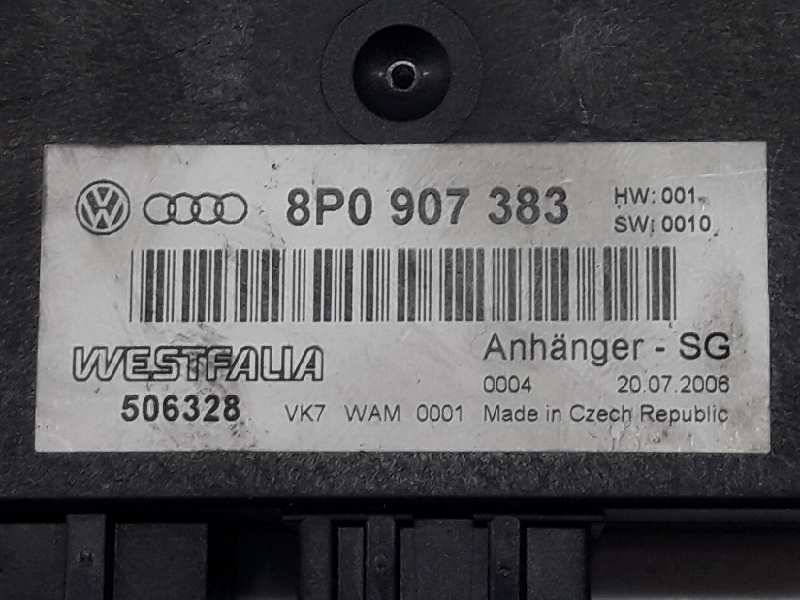 8P0 907 383
HW: 001
SW: 0010
WESTFALIA
506328
VK7 WAM 0001
Anhänger - SG
0004 20.07.2006
Made in Czech Republic